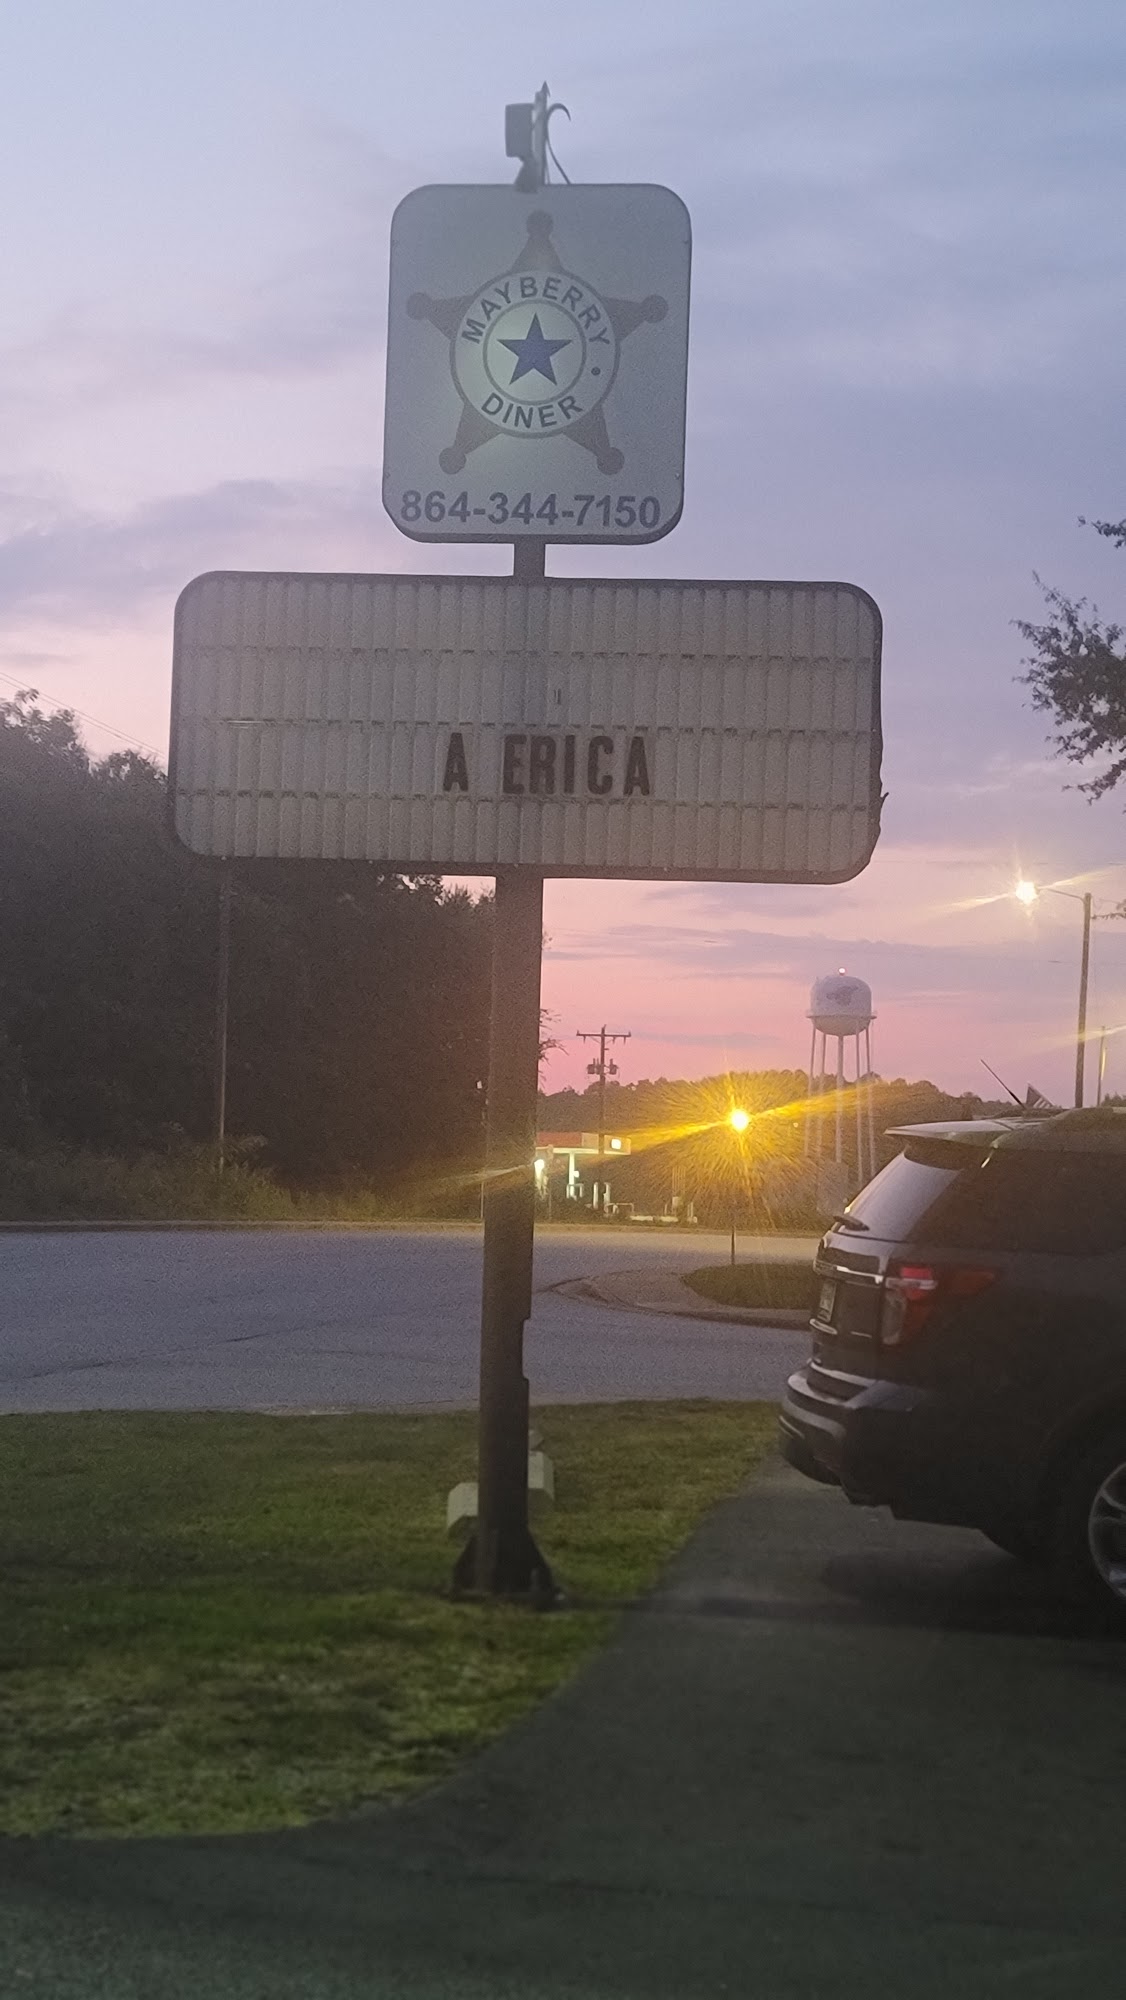 MAYBERRY
DINER
864-344-7150
A ERICA